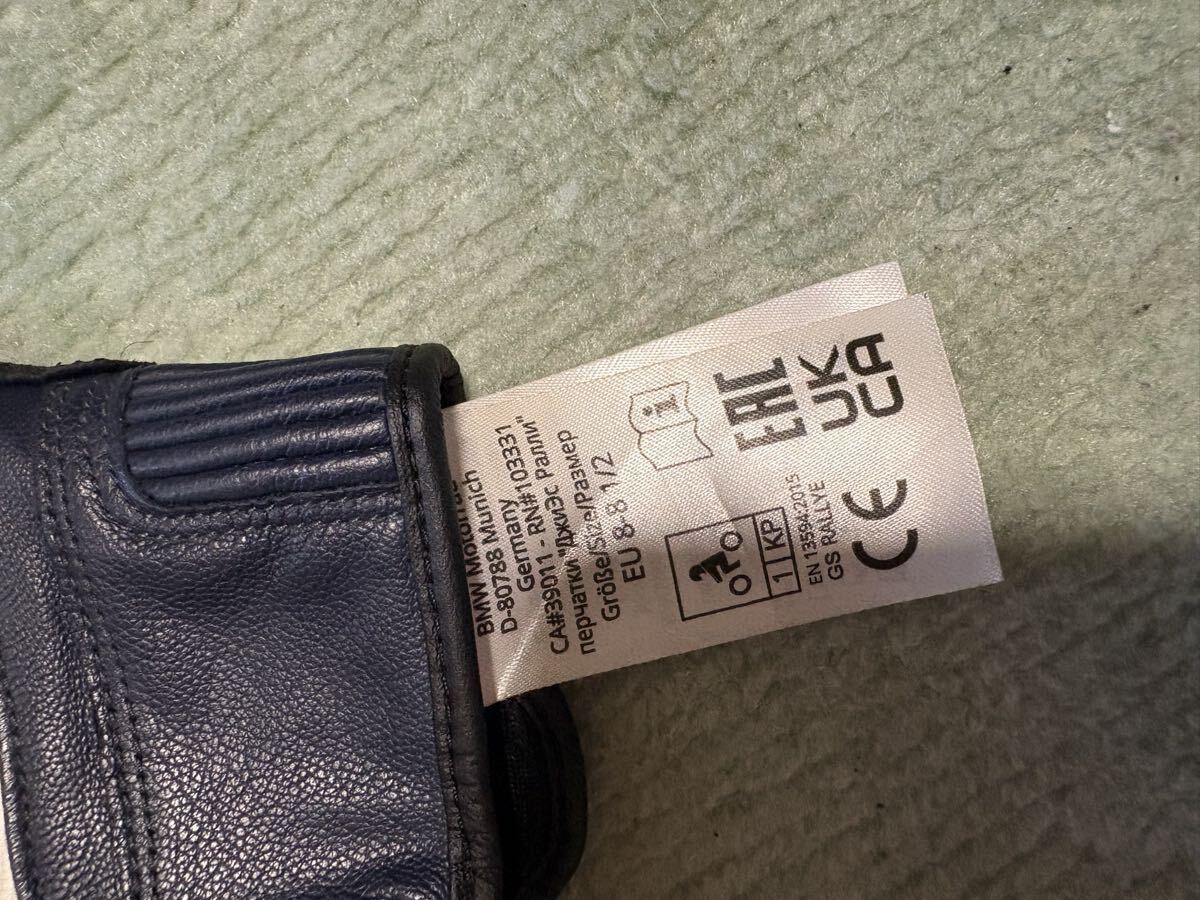 BMW Motorrad
D-80788 Munich
Germany
CA#39011 - RN#103331
перчатки "ДжиЭс Ралли"
Größe/Size/Размер
EU 8-8 1/2
i
EAC
1 KP
UK
CA
EN 13594:2015
GS RALLYE
CE